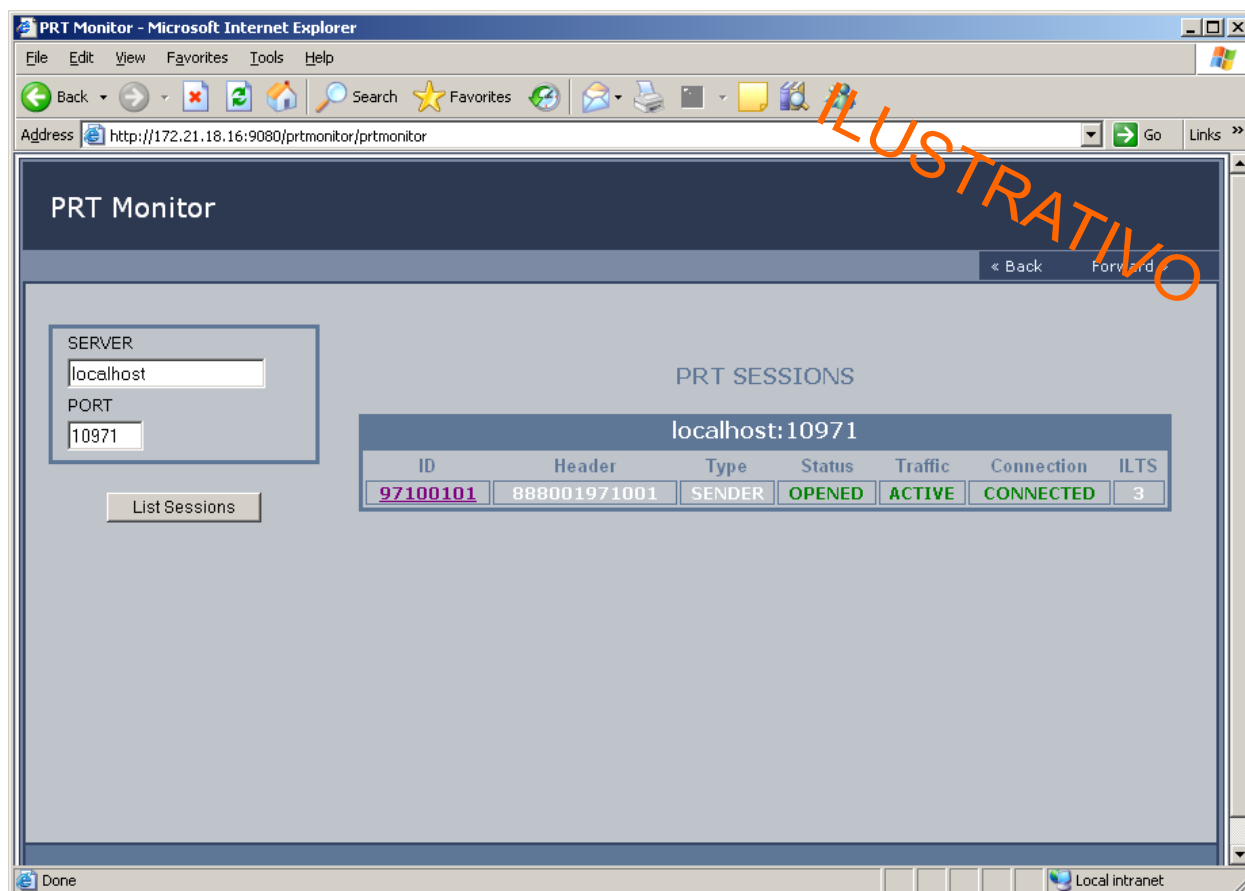 PRT Monitor - Microsoft Internet Explorer
File Edit View Favorites Tools Help
Back Search Favorites
Address http://172.21.18.16:9080/prtmonitor/prtmonitor Go Links »
ILUSTRATIVO
PRT Monitor
« Back Forward »
SERVER
localhost
PORT
10971
List Sessions
PRT SESSIONS
localhost:10971
ID Header Type Status Traffic Connection ILTS
97100101 888001971001 SENDER OPENED ACTIVE CONNECTED 3
Done Local intranet